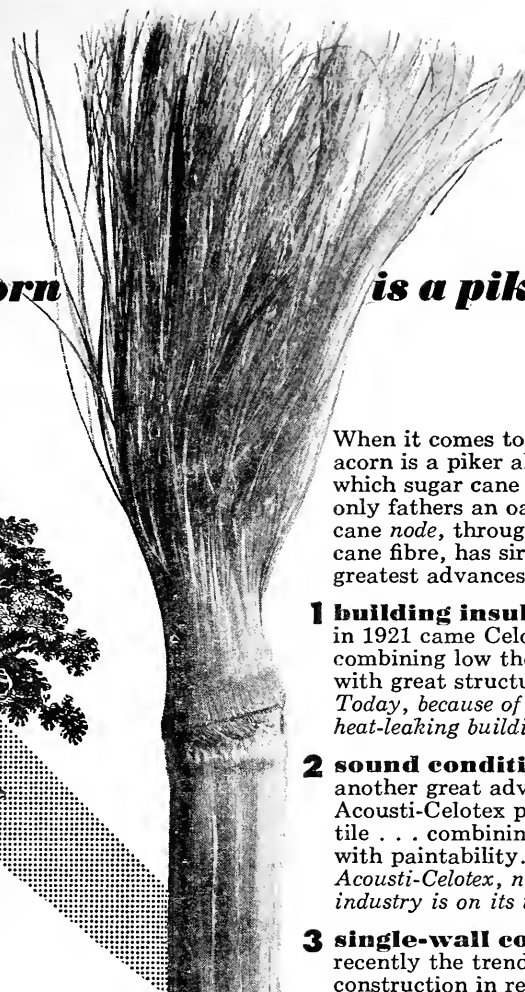 orn is a pik
When it comes to
acorn is a piker al
which sugar cane
only fathers an oa
cane node, throug
cane fibre, has sir
greatest advances
1 building insul
in 1921 came Celo
combining low the
with great structu
Today, because of
heat-leaking buildi
2 sound conditi
another great adv
Acousti-Celotex p
tile . . . combinin
with paintability.
Acousti-Celotex, n
industry is on its i
3 single-wall co
recently the trend
construction in re